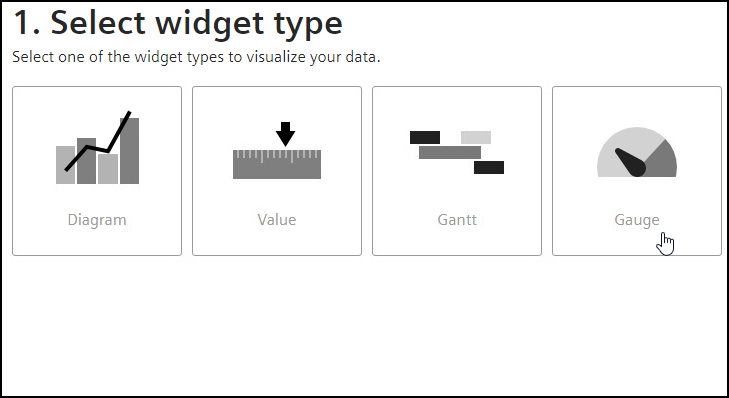 1. Select widget type
Select one of the widget types to visualize your data.
Diagram
Value
Gantt
Gauge